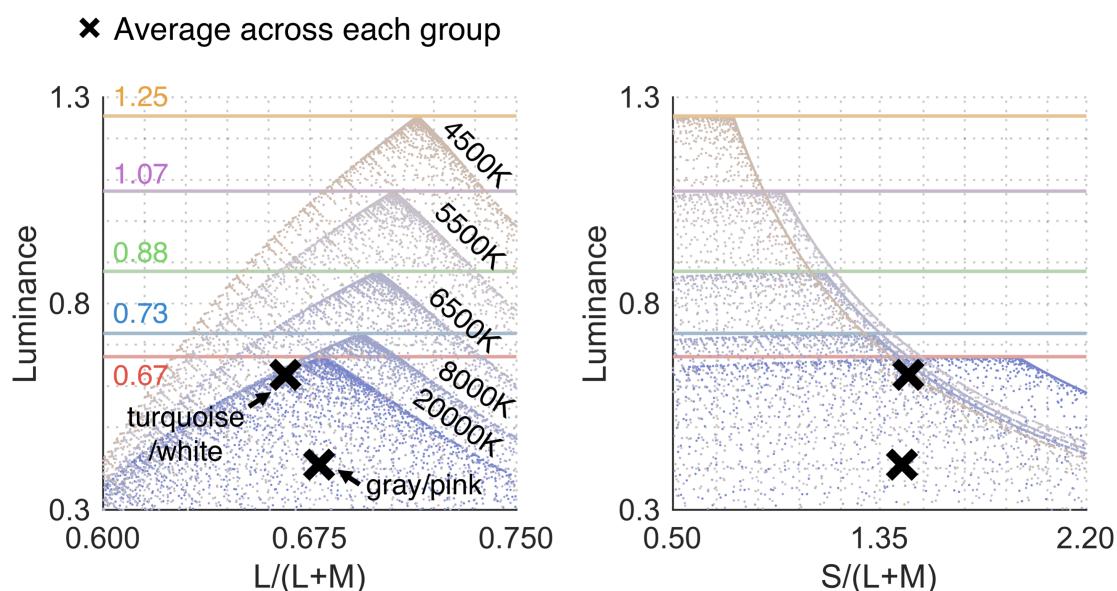 Average across each group
1.3
1.25
4500K
1.07
5500K
0.88
Luminance
0.8
6500K
0.73
8000K
0.67
20000K
turquoise
/white
gray/pink
0.3
0.600
0.675
0.750
L/(L+M)
1.3
Luminance
0.8
0.3
0.50
1.35
2.20
S/(L+M)